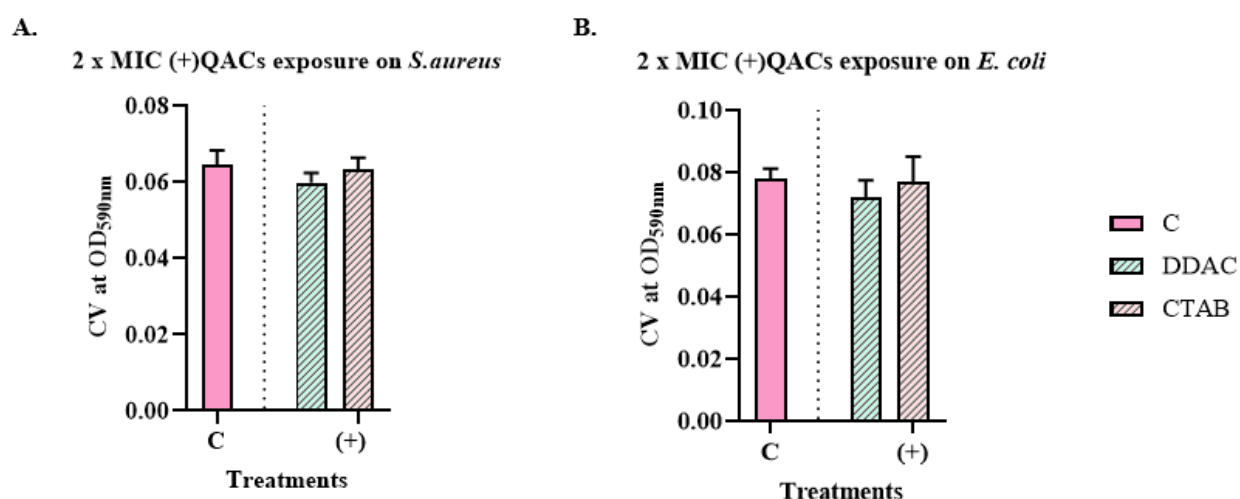 A.
2 x MIC (+)QACs exposure on S.aureus
CV at OD590nm
0.08
0.06
0.04
0.02
0.00
C
(+)
Treatments
B.
2 x MIC (+)QACs exposure on E. coli
CV at OD590nm
0.10
0.08
0.06
0.04
0.02
0.00
C
(+)
Treatments
C
DDAC
CTAB